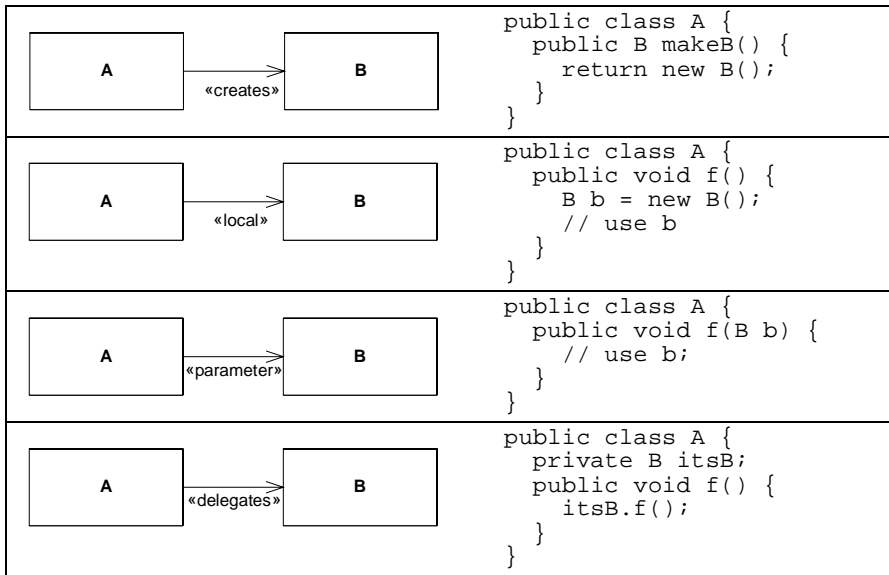 A B
«creates»
public class A {
  public B makeB() {
    return new B();
  }
}
A B
«local»
public class A {
  public void f() {
    B b = new B();
    // use b
  }
}
A B
«parameter»
public class A {
  public void f(B b) {
    // use b;
  }
}
A B
«delegates»
public class A {
  private B itsB;
  public void f() {
    itsB.f();
  }
}